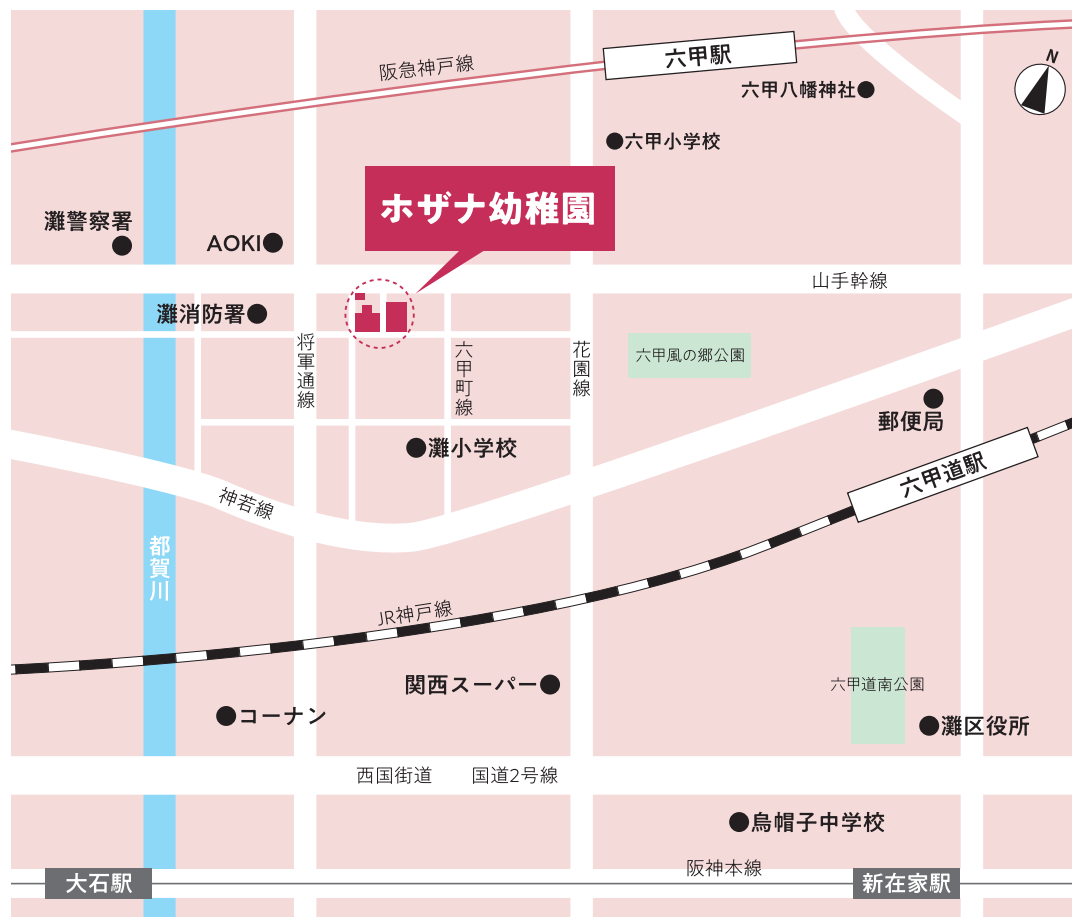 阪急神戸線
六甲駅
N
六甲八幡神社
六甲小学校
ホザナ幼稚園
灘警察署
AOKI
山手幹線
灘消防署
将軍通線
六甲町線
花園線
六甲風の郷公園
郵便局
灘小学校
六甲道駅
神若線
都賀川
JR神戸線
関西スーパー
六甲道南公園
コーナン
灘区役所
西国街道 国道2号線
烏帽子中学校
阪神本線
大石駅
新在家駅